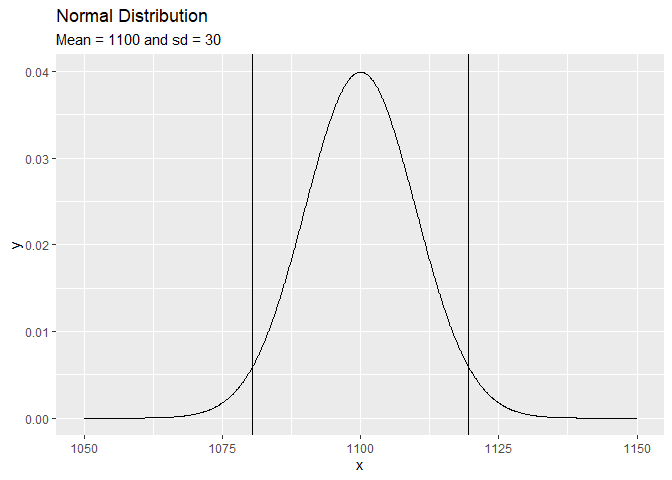 Normal Distribution
Mean = 1100 and sd = 30
0.04
0.03
0.02
0.01
0.00
y
1050 1075 1100 1125 1150
x